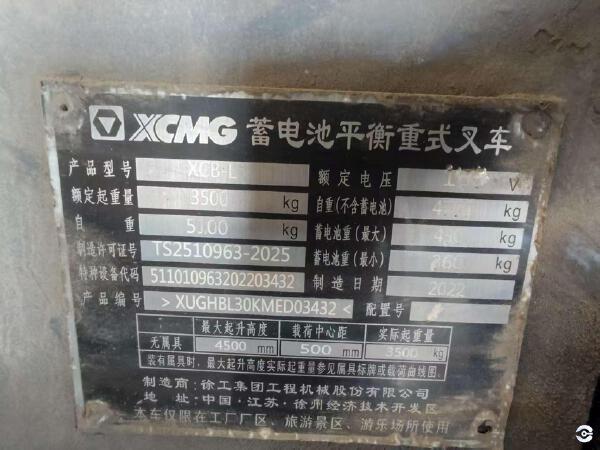 XCMG 蓄电池平衡重式叉车
产品型号 XCB-L 额定电压 V
额定起重量 3500 kg 自重(不含蓄电池) kg
自重 kg 蓄电池重(最大) kg
制造许可证号 TS2510963-2025 蓄电池重(最小) kg
特种设备代码 511010963202203432 制造日期 2022
产品编号 >XUGHBL30KMED03432< 配置号
最大起升高度 载荷中心距 实际起重量
无属具 4500 mm 500 mm 3500 kg
装有属具时,最大起升高度实际起重量参见属具标牌或载荷曲线图
制造商:徐工集团工程机械股份有限公司
地址:中国·江苏·徐州经济技术开发区
本车仅限在工厂厂区、旅游景区、游乐场所使用